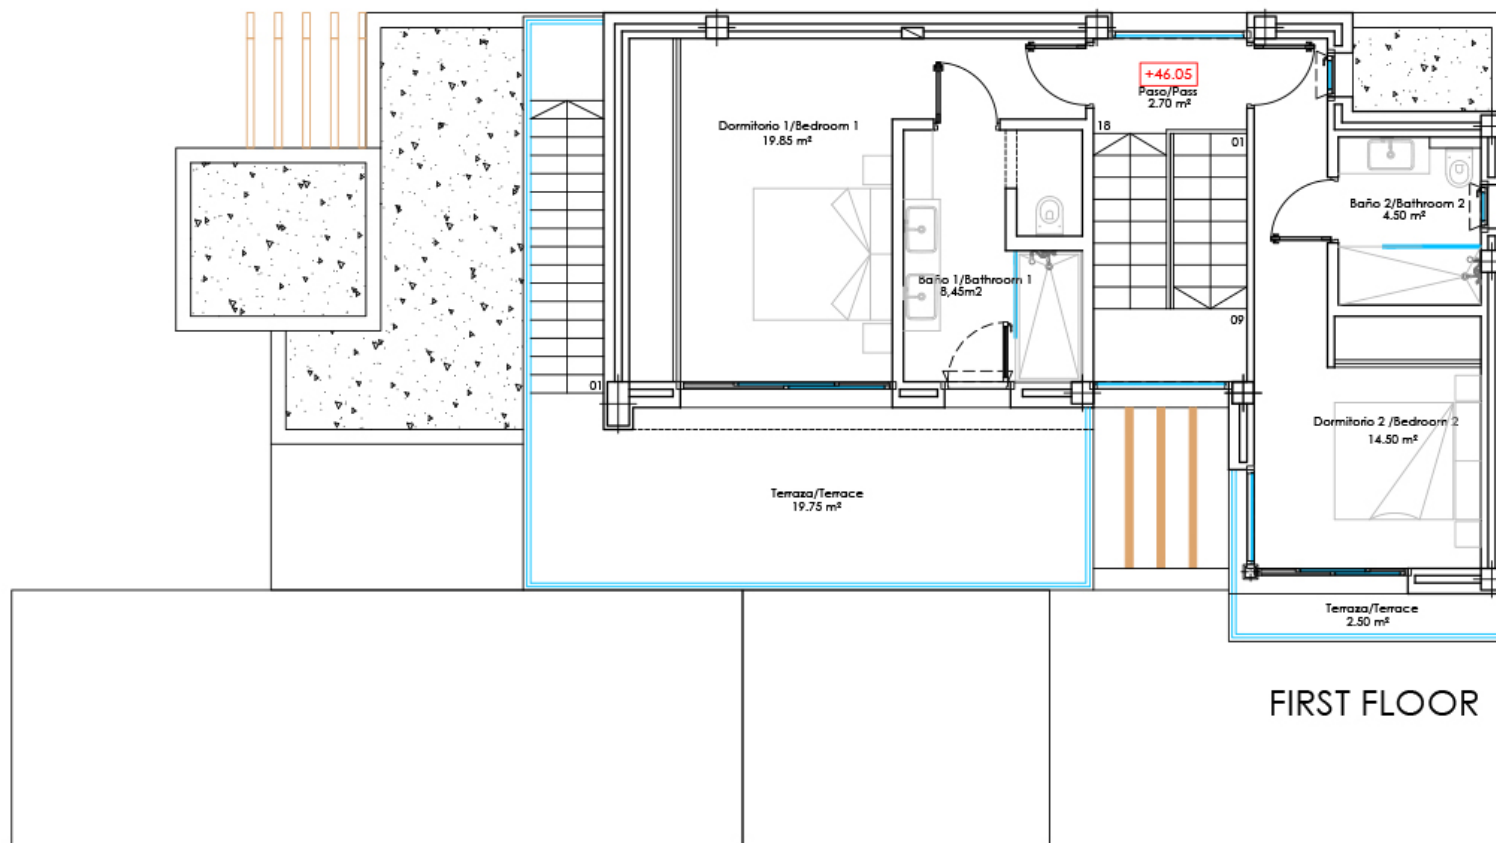 +46.05
Paso/Pass
2.70 m²
Dormitorio 1/Bedroom 1
19.85 m²
18
01
Baño 2/Bathroom 2
4.50 m²
Baño 1/Bathroom 1
8,45m2
09
01
Dormitorio 2 /Bedroom 2
14.50 m²
Terraza/Terrace
19.75 m²
Terraza/Terrace
2.50 m²
FIRST FLOOR